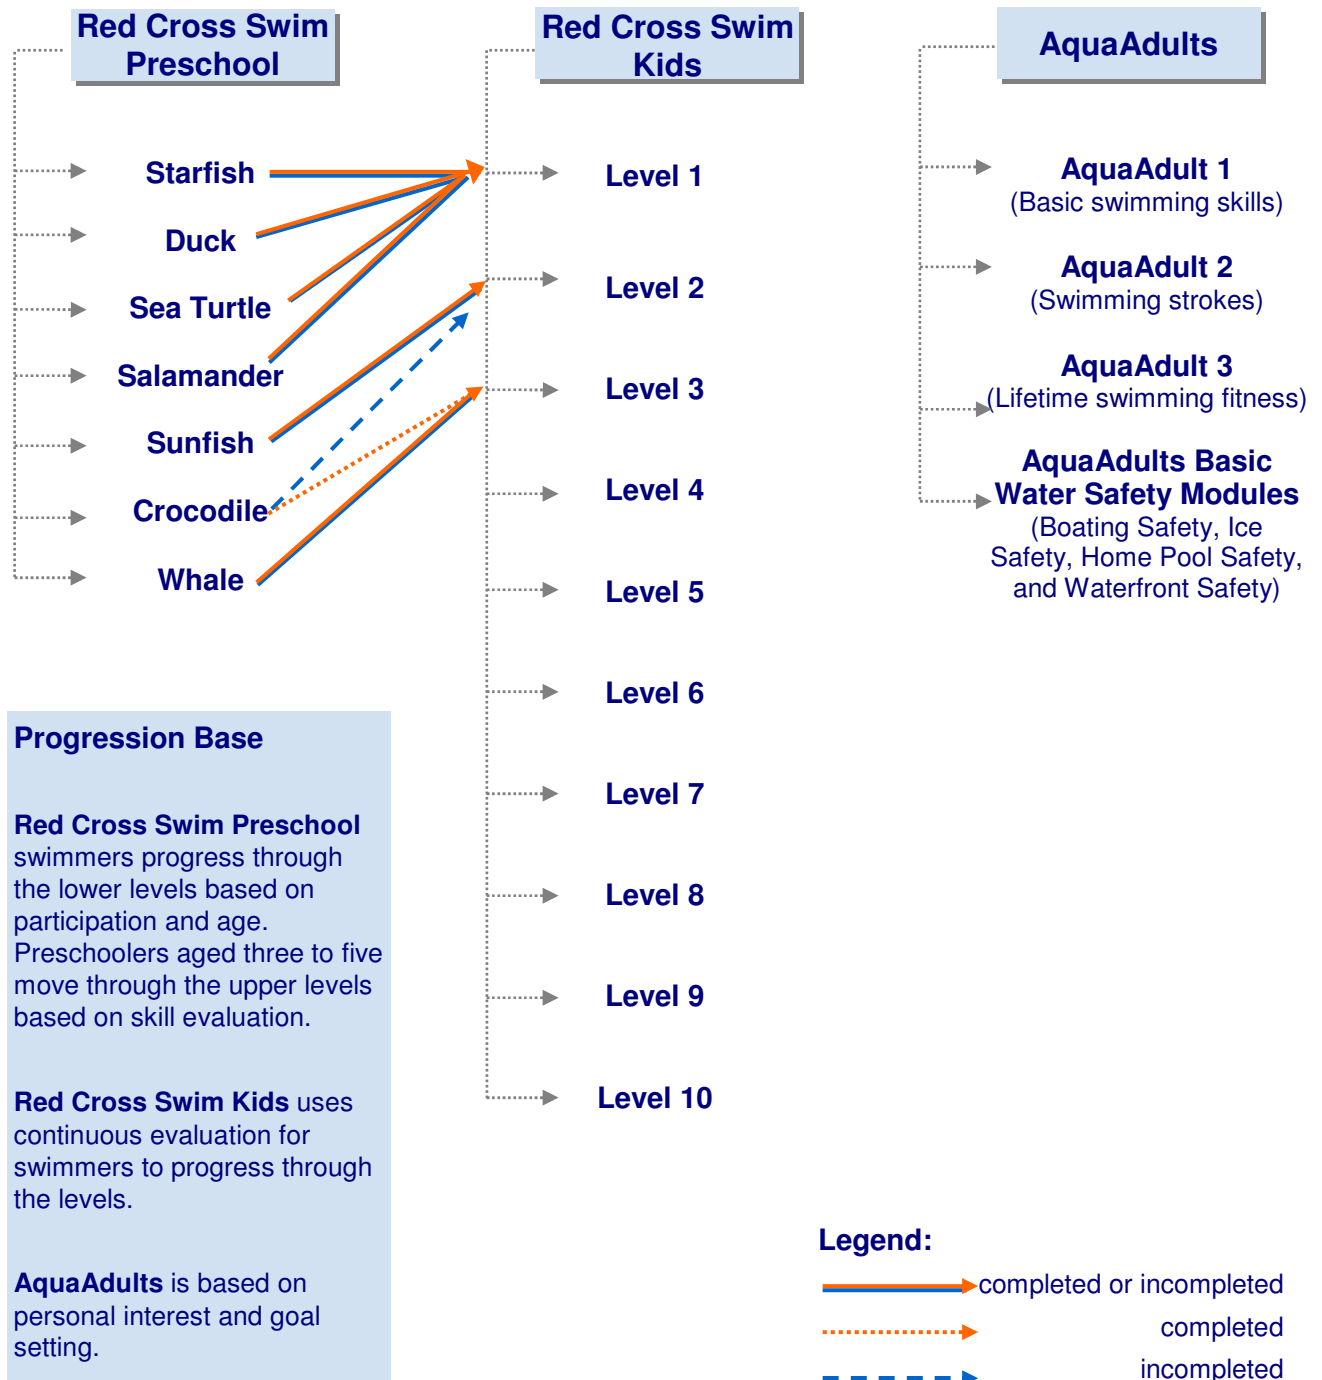 Red Cross Swim
Preschool
Starfish
Duck
Sea Turtle
Salamander
Sunfish
Crocodile
Whale
Red Cross Swim
Kids
Level 1
Level 2
Level 3
Level 4
Level 5
Level 6
Level 7
Level 8
Level 9
Level 10
AquaAdults
AquaAdult 1
(Basic swimming skills)
AquaAdult 2
(Swimming strokes)
AquaAdult 3
(Lifetime swimming fitness)
AquaAdults Basic
Water Safety Modules
(Boating Safety, Ice
Safety, Home Pool Safety,
and Waterfront Safety)
Progression Base
Red Cross Swim Preschool
swimmers progress through
the lower levels based on
participation and age.
Preschoolers aged three to five
move through the upper levels
based on skill evaluation.
Red Cross Swim Kids uses
continuous evaluation for
swimmers to progress through
the levels.
AquaAdults is based on
personal interest and goal
setting.
Legend:
completed or incompleted
completed
incompleted